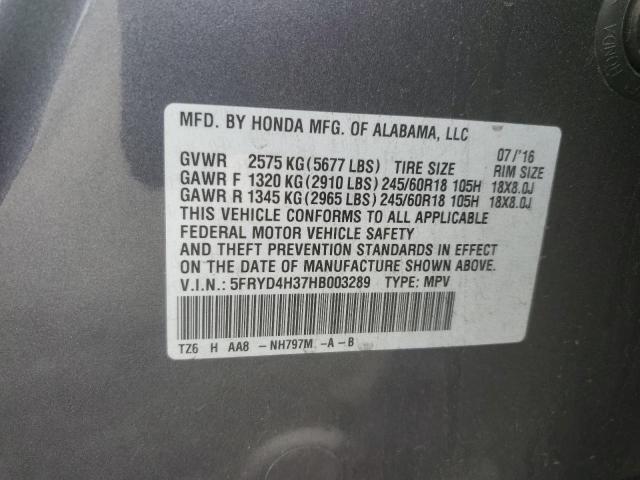 MFD. BY HONDA MFG. OF ALABAMA, LLC
07/'16
GVWR 2575 KG (5677 LBS) TIRE SIZE RIM SIZE
GAWR F 1320 KG (2910 LBS) 245/60R18 105H 18X8.0J
GAWR R 1345 KG (2965 LBS) 245/60R18 105H 18X8.0J
THIS VEHICLE CONFORMS TO ALL APPLICABLE
FEDERAL MOTOR VEHICLE SAFETY
AND THEFT PREVENTION STANDARDS IN EFFECT
ON THE DATE OF MANUFACTURE SHOWN ABOVE.
V.I.N.: 5FRYD4H37HB003289 TYPE: MPV
TZ6 H AA8 - NH797M -A-B
HONDA